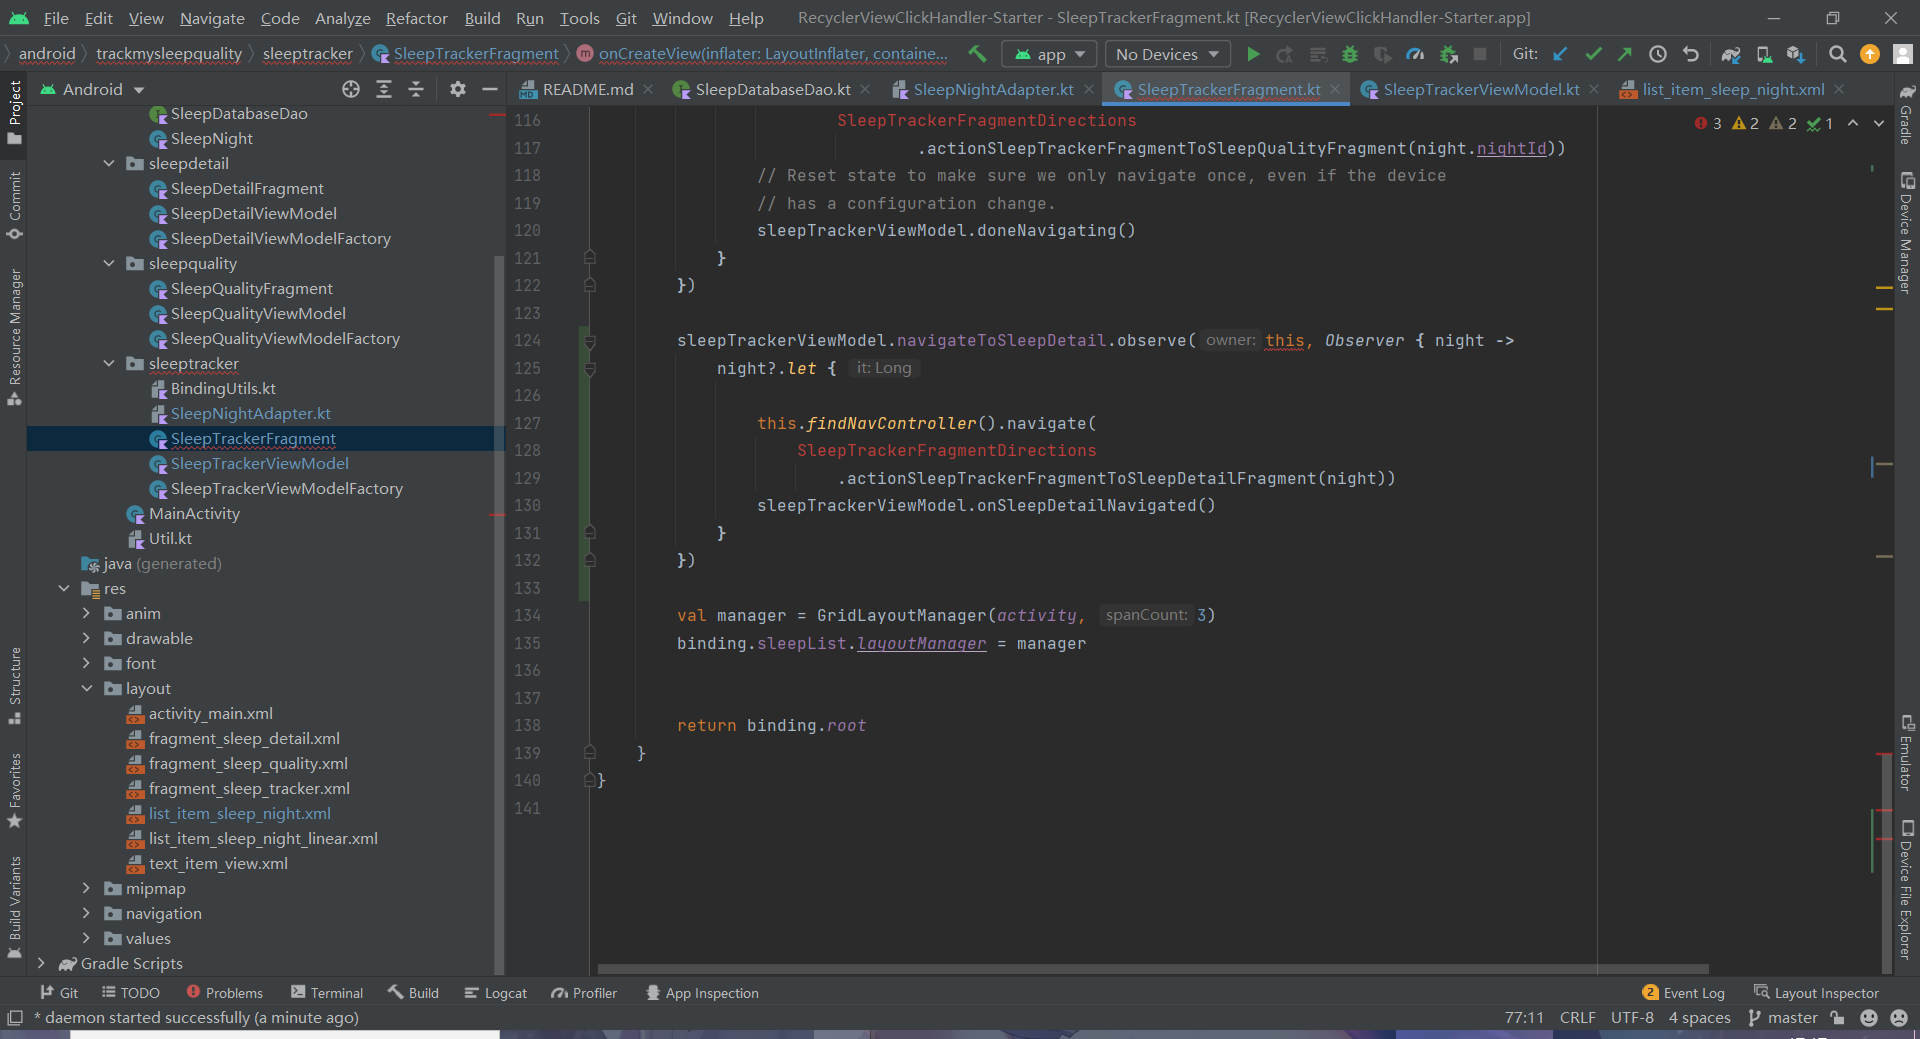 File Edit View Navigate Code Analyze Refactor Build Run Tools Git Window Help RecyclerViewClickHandler-Starter - SleepTrackerFragment.kt [RecyclerViewClickHandler-Starter.app]
android trackmysleepquality sleeptracker SleepTrackerFragment onCreateView(inflater: LayoutInflater, containe... app No Devices Git:
Project
Commit
Resource Manager
Structure
Favorites
Build Variants
Android
SleepDatabaseDao
SleepNight
sleepdetail
SleepDetailFragment
SleepDetailViewModel
SleepDetailViewModelFactory
sleepquality
SleepQualityFragment
SleepQualityViewModel
SleepQualityViewModelFactory
sleeptracker
BindingUtils.kt
SleepNightAdapter.kt
SleepTrackerFragment
SleepTrackerViewModel
SleepTrackerViewModelFactory
MainActivity
Util.kt
java (generated)
res
anim
drawable
font
layout
activity_main.xml
fragment_sleep_detail.xml
fragment_sleep_quality.xml
fragment_sleep_tracker.xml
list_item_sleep_night.xml
list_item_sleep_night_linear.xml
text_item_view.xml
mipmap
navigation
values
Gradle Scripts
README.md SleepDatabaseDao.kt SleepNightAdapter.kt SleepTrackerFragment.kt SleepTrackerViewModel.kt list_item_sleep_night.xml
3 2 2 1
116 SleepTrackerFragmentDirections
117 .actionSleepTrackerFragmentToSleepQualityFragment(night.nightId))
118 // Reset state to make sure we only navigate once, even if the device
119 // has a configuration change.
120 sleepTrackerViewModel.doneNavigating()
121 }
122 })
123
124 sleepTrackerViewModel.navigateToSleepDetail.observe( owner: this, Observer { night ->
125 night?.let { it: Long
126
127 this.findNavController().navigate(
128 SleepTrackerFragmentDirections
129 .actionSleepTrackerFragmentToSleepDetailFragment(night))
130 sleepTrackerViewModel.onSleepDetailNavigated()
131 }
132 })
133
134 val manager = GridLayoutManager(activity, spanCount: 3)
135 binding.sleepList.layoutManager = manager
136
137
138 return binding.root
139 }
140 }
141
Gradle
Device Manager
Emulator
Device File Explorer
Git TODO Problems Terminal Build Logcat Profiler App Inspection 2 Event Log Layout Inspector
* daemon started successfully (a minute ago) 77:11 CRLF UTF-8 4 spaces master